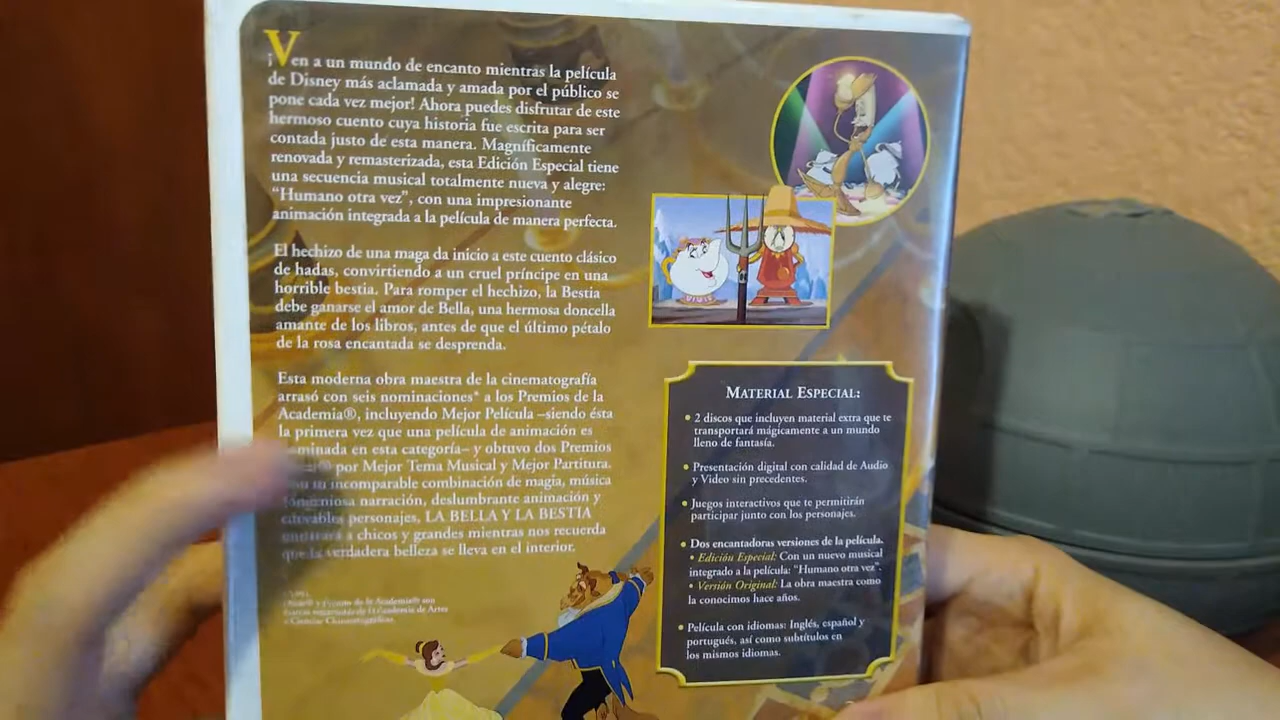 ¡Ven a un mundo de encanto mientras la película
de Disney más aclamada y amada por el público se
pone cada vez mejor! Ahora puedes disfrutar de este
hermoso cuento cuya historia fue escrita para ser
contada justo de esta manera. Magníficamente
renovada y remasterizada, esta Edición Especial tiene
una secuencia musical totalmente nueva y alegre:
“Humano otra vez”, con una impresionante
animación integrada a la película de manera perfecta.
El hechizo de una maga da inicio a este cuento clásico
de hadas, convirtiendo a un cruel príncipe en una
horrible bestia. Para romper el hechizo, la Bestia
debe ganarse el amor de Bella, una hermosa doncella
amante de los libros, antes de que el último pétalo
de la rosa encantada se desprenda.
Esta moderna obra maestra de la cinematografía
arrasó con seis nominaciones* a los Premios de la
Academia®, incluyendo Mejor Película –siendo ésta
la primera vez que una película de animación es
en esta categoría– y obtuvo dos Premios
por Mejor Tema Musical y Mejor Partitura.
su incomparable combinación de magia, música
narración, deslumbrante animación y
personajes, LA BELLA Y LA BESTIA
a chicos y grandes mientras nos recuerda
que la verdadera belleza se lleva en el interior.
de la Academia® son
de la Academia de Artes
y Ciencias Cinematográficas.
MATERIAL ESPECIAL:
• 2 discos que incluyen material extra que te
transportará mágicamente a un mundo
lleno de fantasía.
• Presentación digital con calidad de Audio
y Video sin precedentes.
• Juegos interactivos que te permitirán
participar junto con los personajes.
• Dos encantadoras versiones de la película.
• Edición Especial: Con un nuevo musical
integrado a la película: “Humano otra vez”.
• Versión Original: La obra maestra como
la conocimos hace años.
• Película con idiomas: Inglés, español y
portugués, así como subtítulos en
los mismos idiomas.